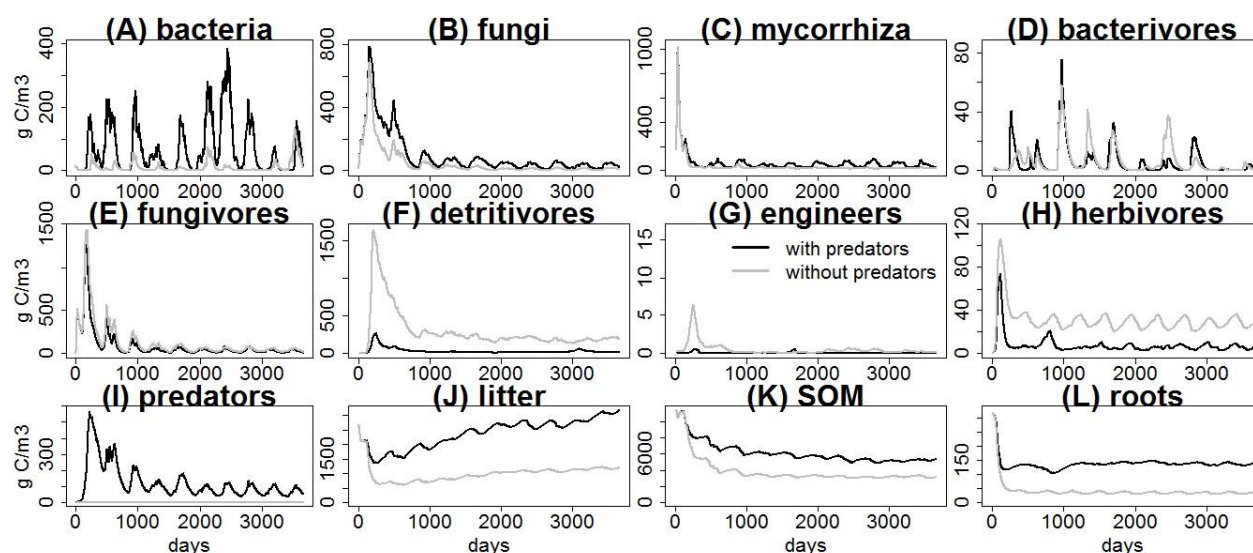 (A) bacteria (B) fungi (C) mycorrhiza (D) bacterivores
g C/m3 0 200 400
0 400 800
0 400 1000
0 20 40 60 80
0 1000 2000 3000
0 1000 2000 3000
0 1000 2000 3000
0 1000 2000 3000
(E) fungivores (F) detritivores (G) engineers (H) herbivores
g C/m3 0 500 1500
0 500 1500
0 5 10 15
with predators
without predators
0 40 80 120
0 1000 2000 3000
0 1000 2000 3000
0 1000 2000 3000
0 1000 2000 3000
(I) predators (J) litter (K) SOM (L) roots
g C/m3 0 300
0 1500
0 6000
0 150
0 1000 2000 3000
0 1000 2000 3000
0 1000 2000 3000
0 1000 2000 3000
days days days days